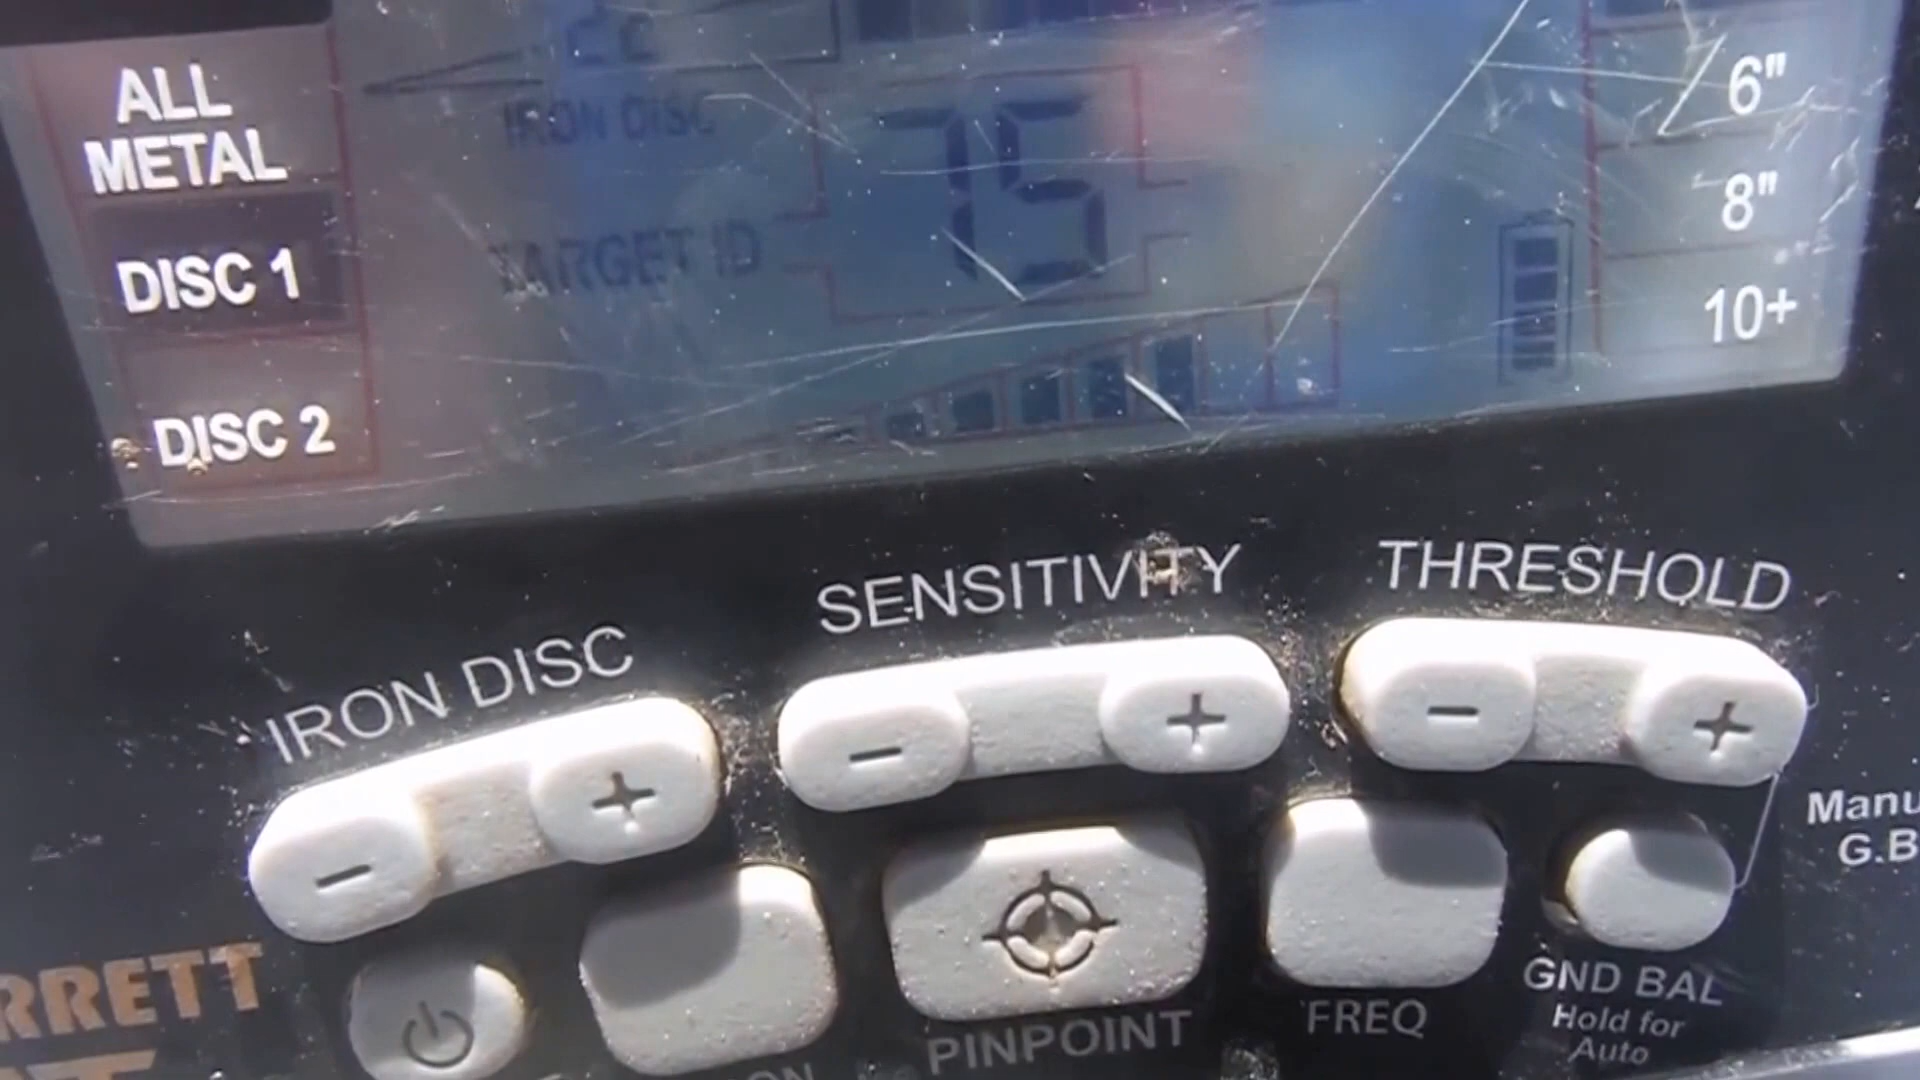 ALL
METAL
DISC 1
DISC 2
IRON DISC
75
TARGET ID
6"
8"
10+
IRON DISC
SENSITIVITY
THRESHOLD
-
+
-
+
-
+
Manu
G.B
RRETT
ON
PINPOINT
FREQ
GND BAL
Hold for
Auto